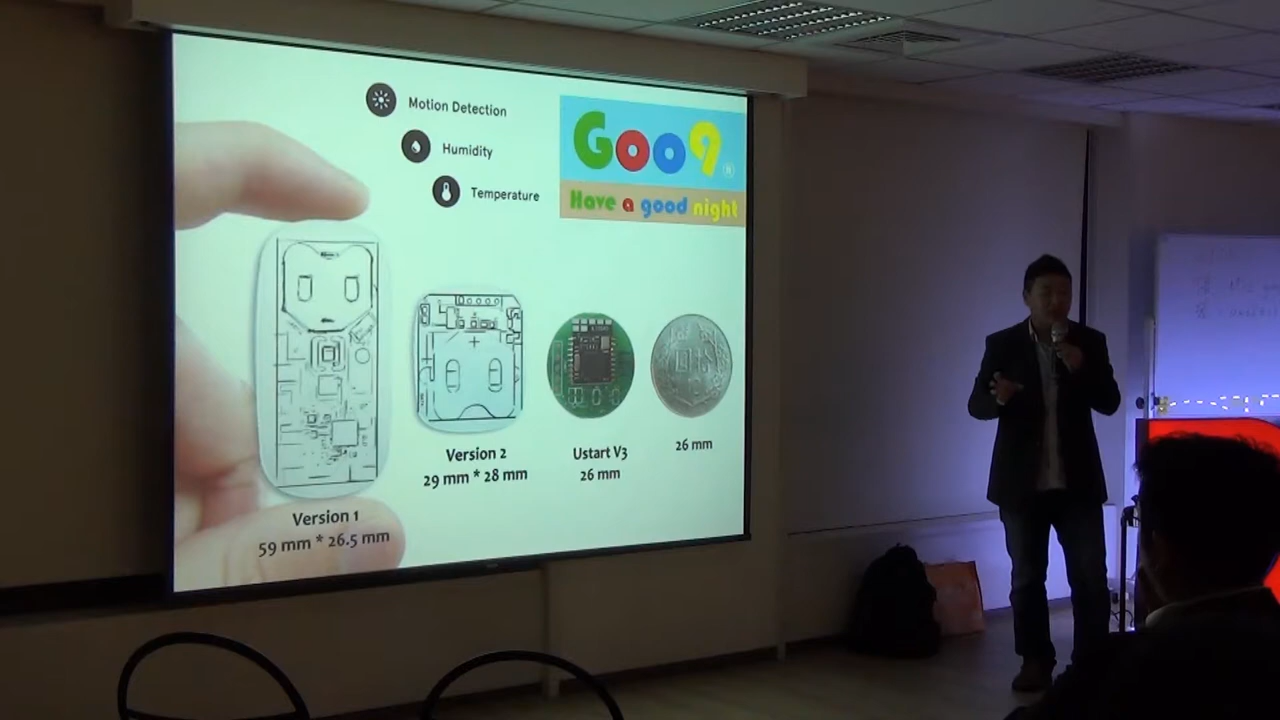 Motion Detection
Humidity
Temperature
Goo9
®
Have a good night
Version 1
59 mm * 26.5 mm
Version 2
29 mm * 28 mm
Ustart V3
26 mm
26 mm